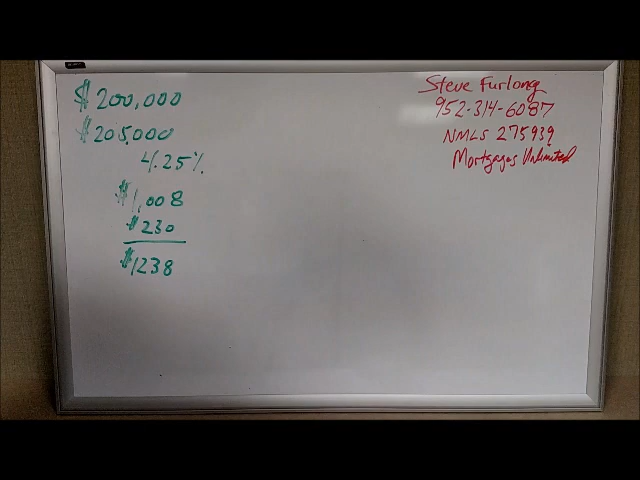 $200,000
$205,000
4.25%
$1,008
$230
$1238
Steve Furlong
952-314-6087
NMLS 275939
Mortgages Unlimited